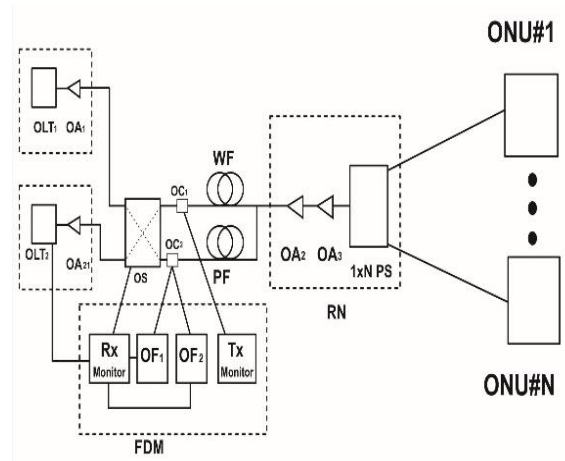 ONU#1
OLT1 OA1
WF
OC1
OLT2 OA21
OS
OC2
PF
OA2 OA3
1xN PS
RN
Rx
Monitor
OF1
OF2
Tx
Monitor
FDM
ONU#N